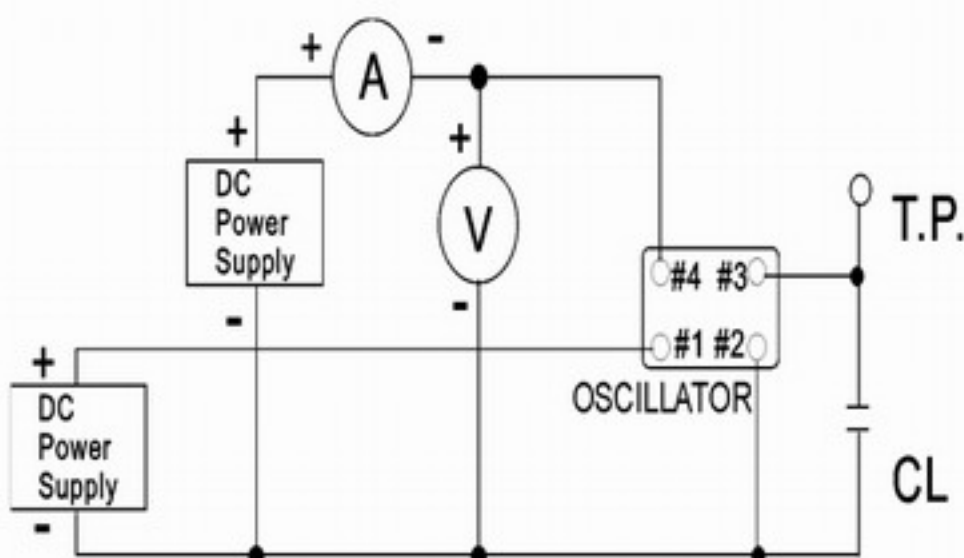 + A -
+
DC
Power
Supply
-
+
V
-
T.P.
#4 #3
#1 #2
OSCILLATOR
+
DC
Power
Supply
-
CL